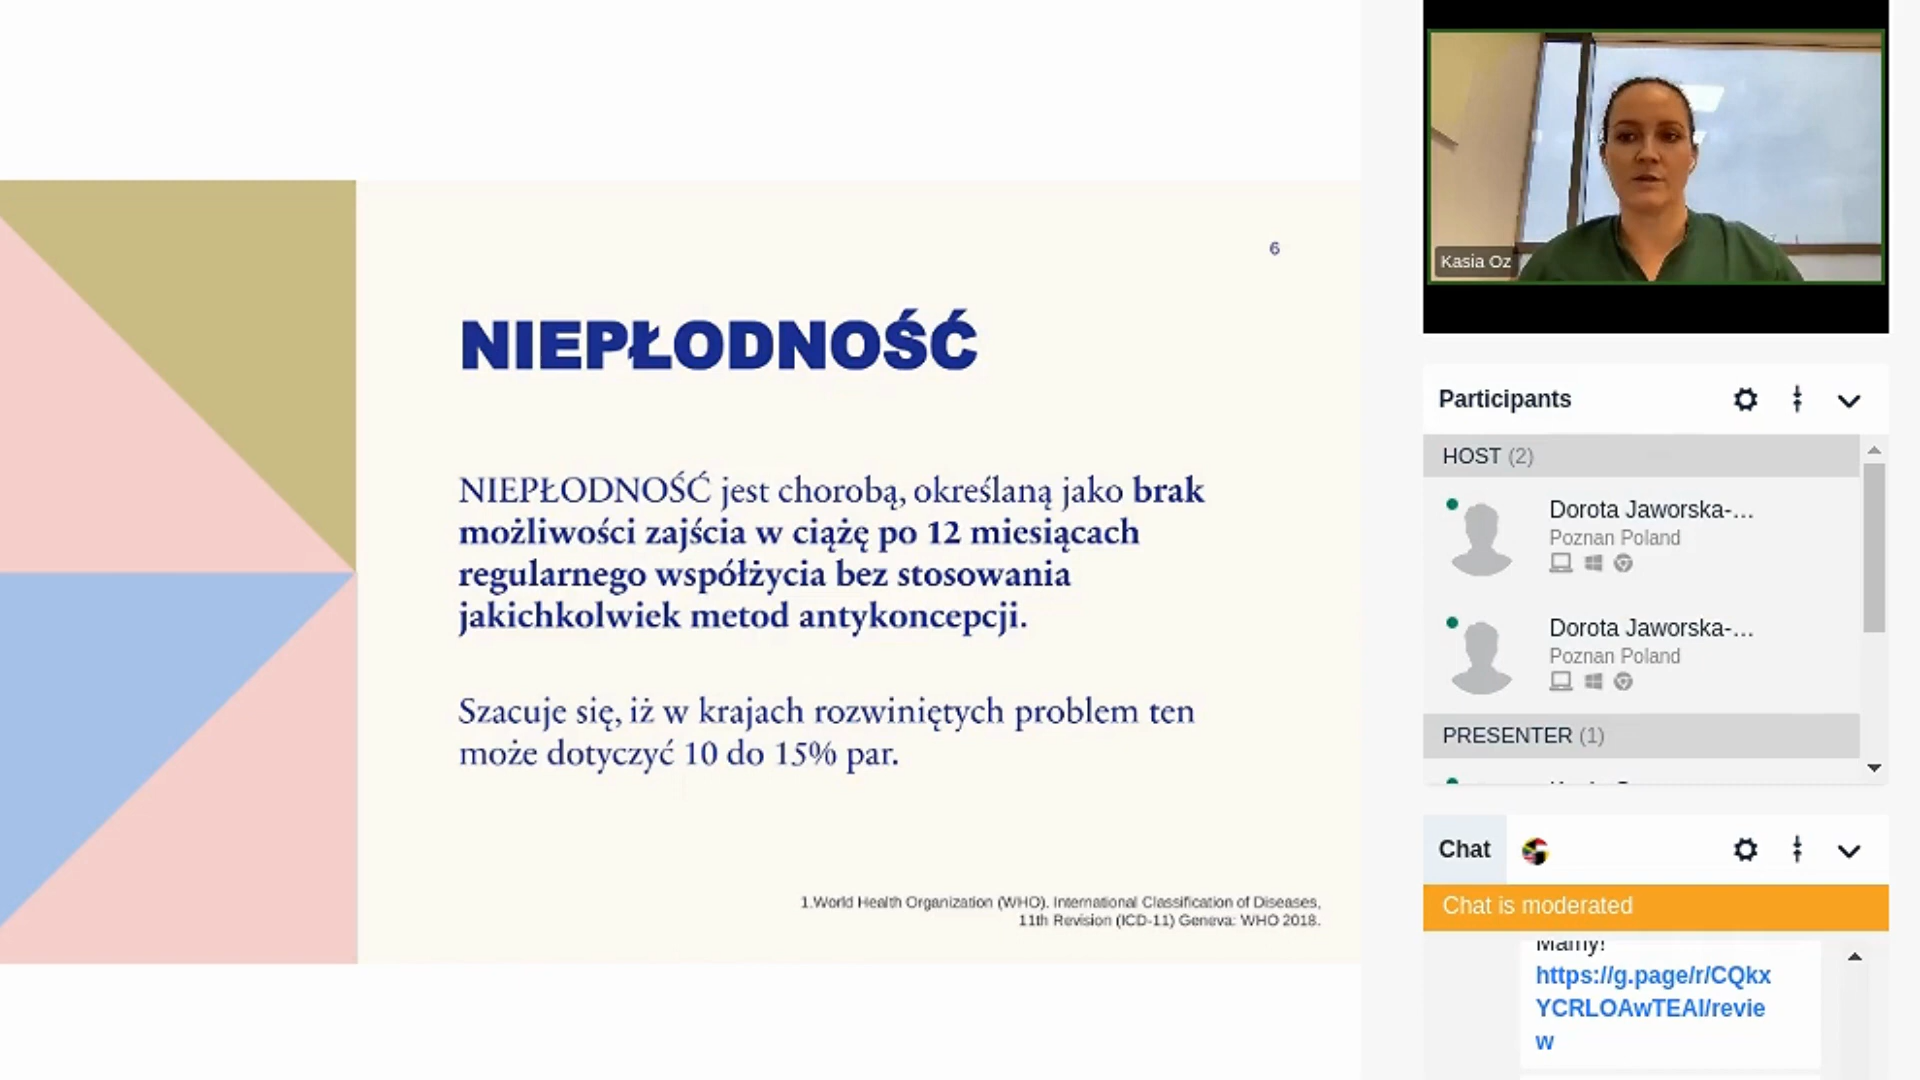 6
NIEPŁODNOŚĆ
NIEPŁODNOŚĆ jest chorobą, określaną jako brak
możliwości zajścia w ciążę po 12 miesiącach
regularnego współżycia bez stosowania
jakichkolwiek metod antykoncepcji.
Szacuje się, iż w krajach rozwiniętych problem ten
może dotyczyć 10 do 15% par.
1.World Health Organization (WHO). International Classification of Diseases,
11th Revision (ICD-11) Geneva: WHO 2018.
Kasia Oz
Participants
HOST (2)
Dorota Jaworska-...
Poznan Poland
Dorota Jaworska-...
Poznan Poland
PRESENTER (1)
Chat
Chat is moderated
Mamy!
https://g.page/r/CQkx
YCRLOAwTEAI/revie
w